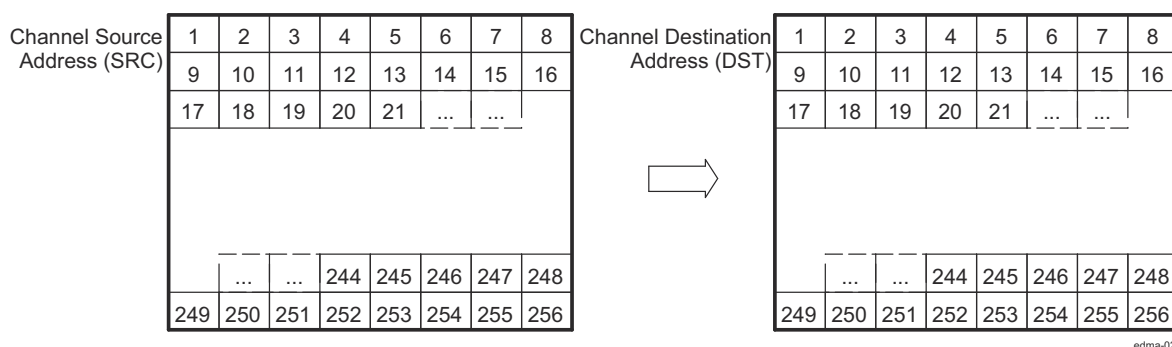 Channel Source Address (SRC)
1 2 3 4 5 6 7 8
9 10 11 12 13 14 15 16
17 18 19 20 21 ... ...
... ... 244 245 246 247 248
249 250 251 252 253 254 255 256
Channel Destination Address (DST)
1 2 3 4 5 6 7 8
9 10 11 12 13 14 15 16
17 18 19 20 21 ... ...
... ... 244 245 246 247 248
249 250 251 252 253 254 255 256